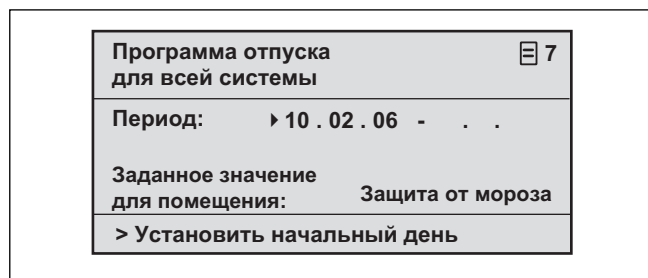 Программа отпуска 7
для всей системы
Период: 10 . 02 . 06 - . .
Заданное значение
для помещения: Защита от мороза
> Установить начальный день